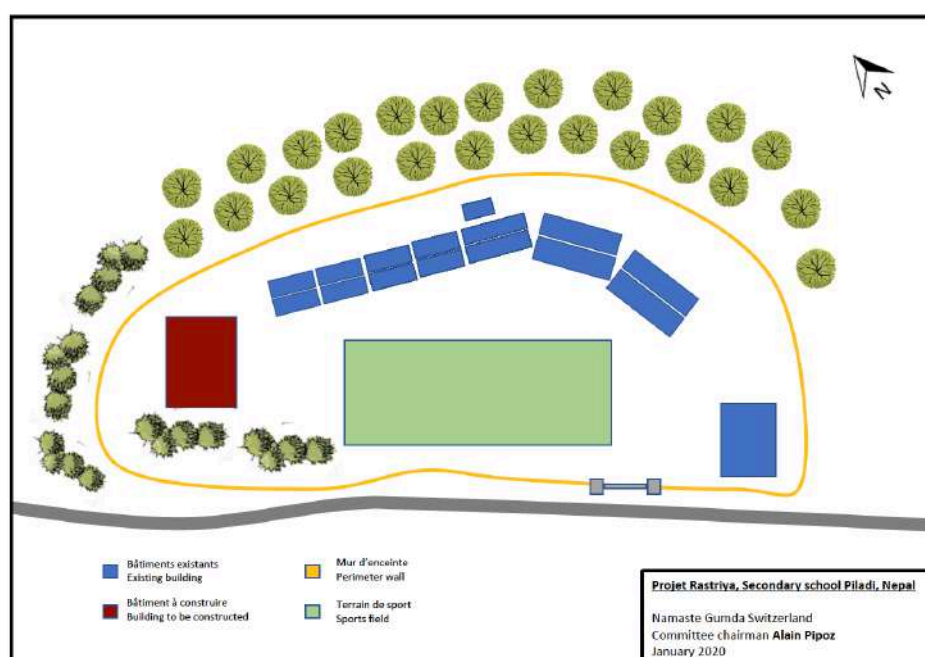 N
Bâtiments existants
Existing building
Mur d'enceinte
Perimeter wall
Bâtiment à construire
Building to be constructed
Terrain de sport
Sports field
Projet Rastriya, Secondary school Piladi, Nepal
Namaste Gumda Switzerland
Committee chairman Alain Pipoz
January 2020